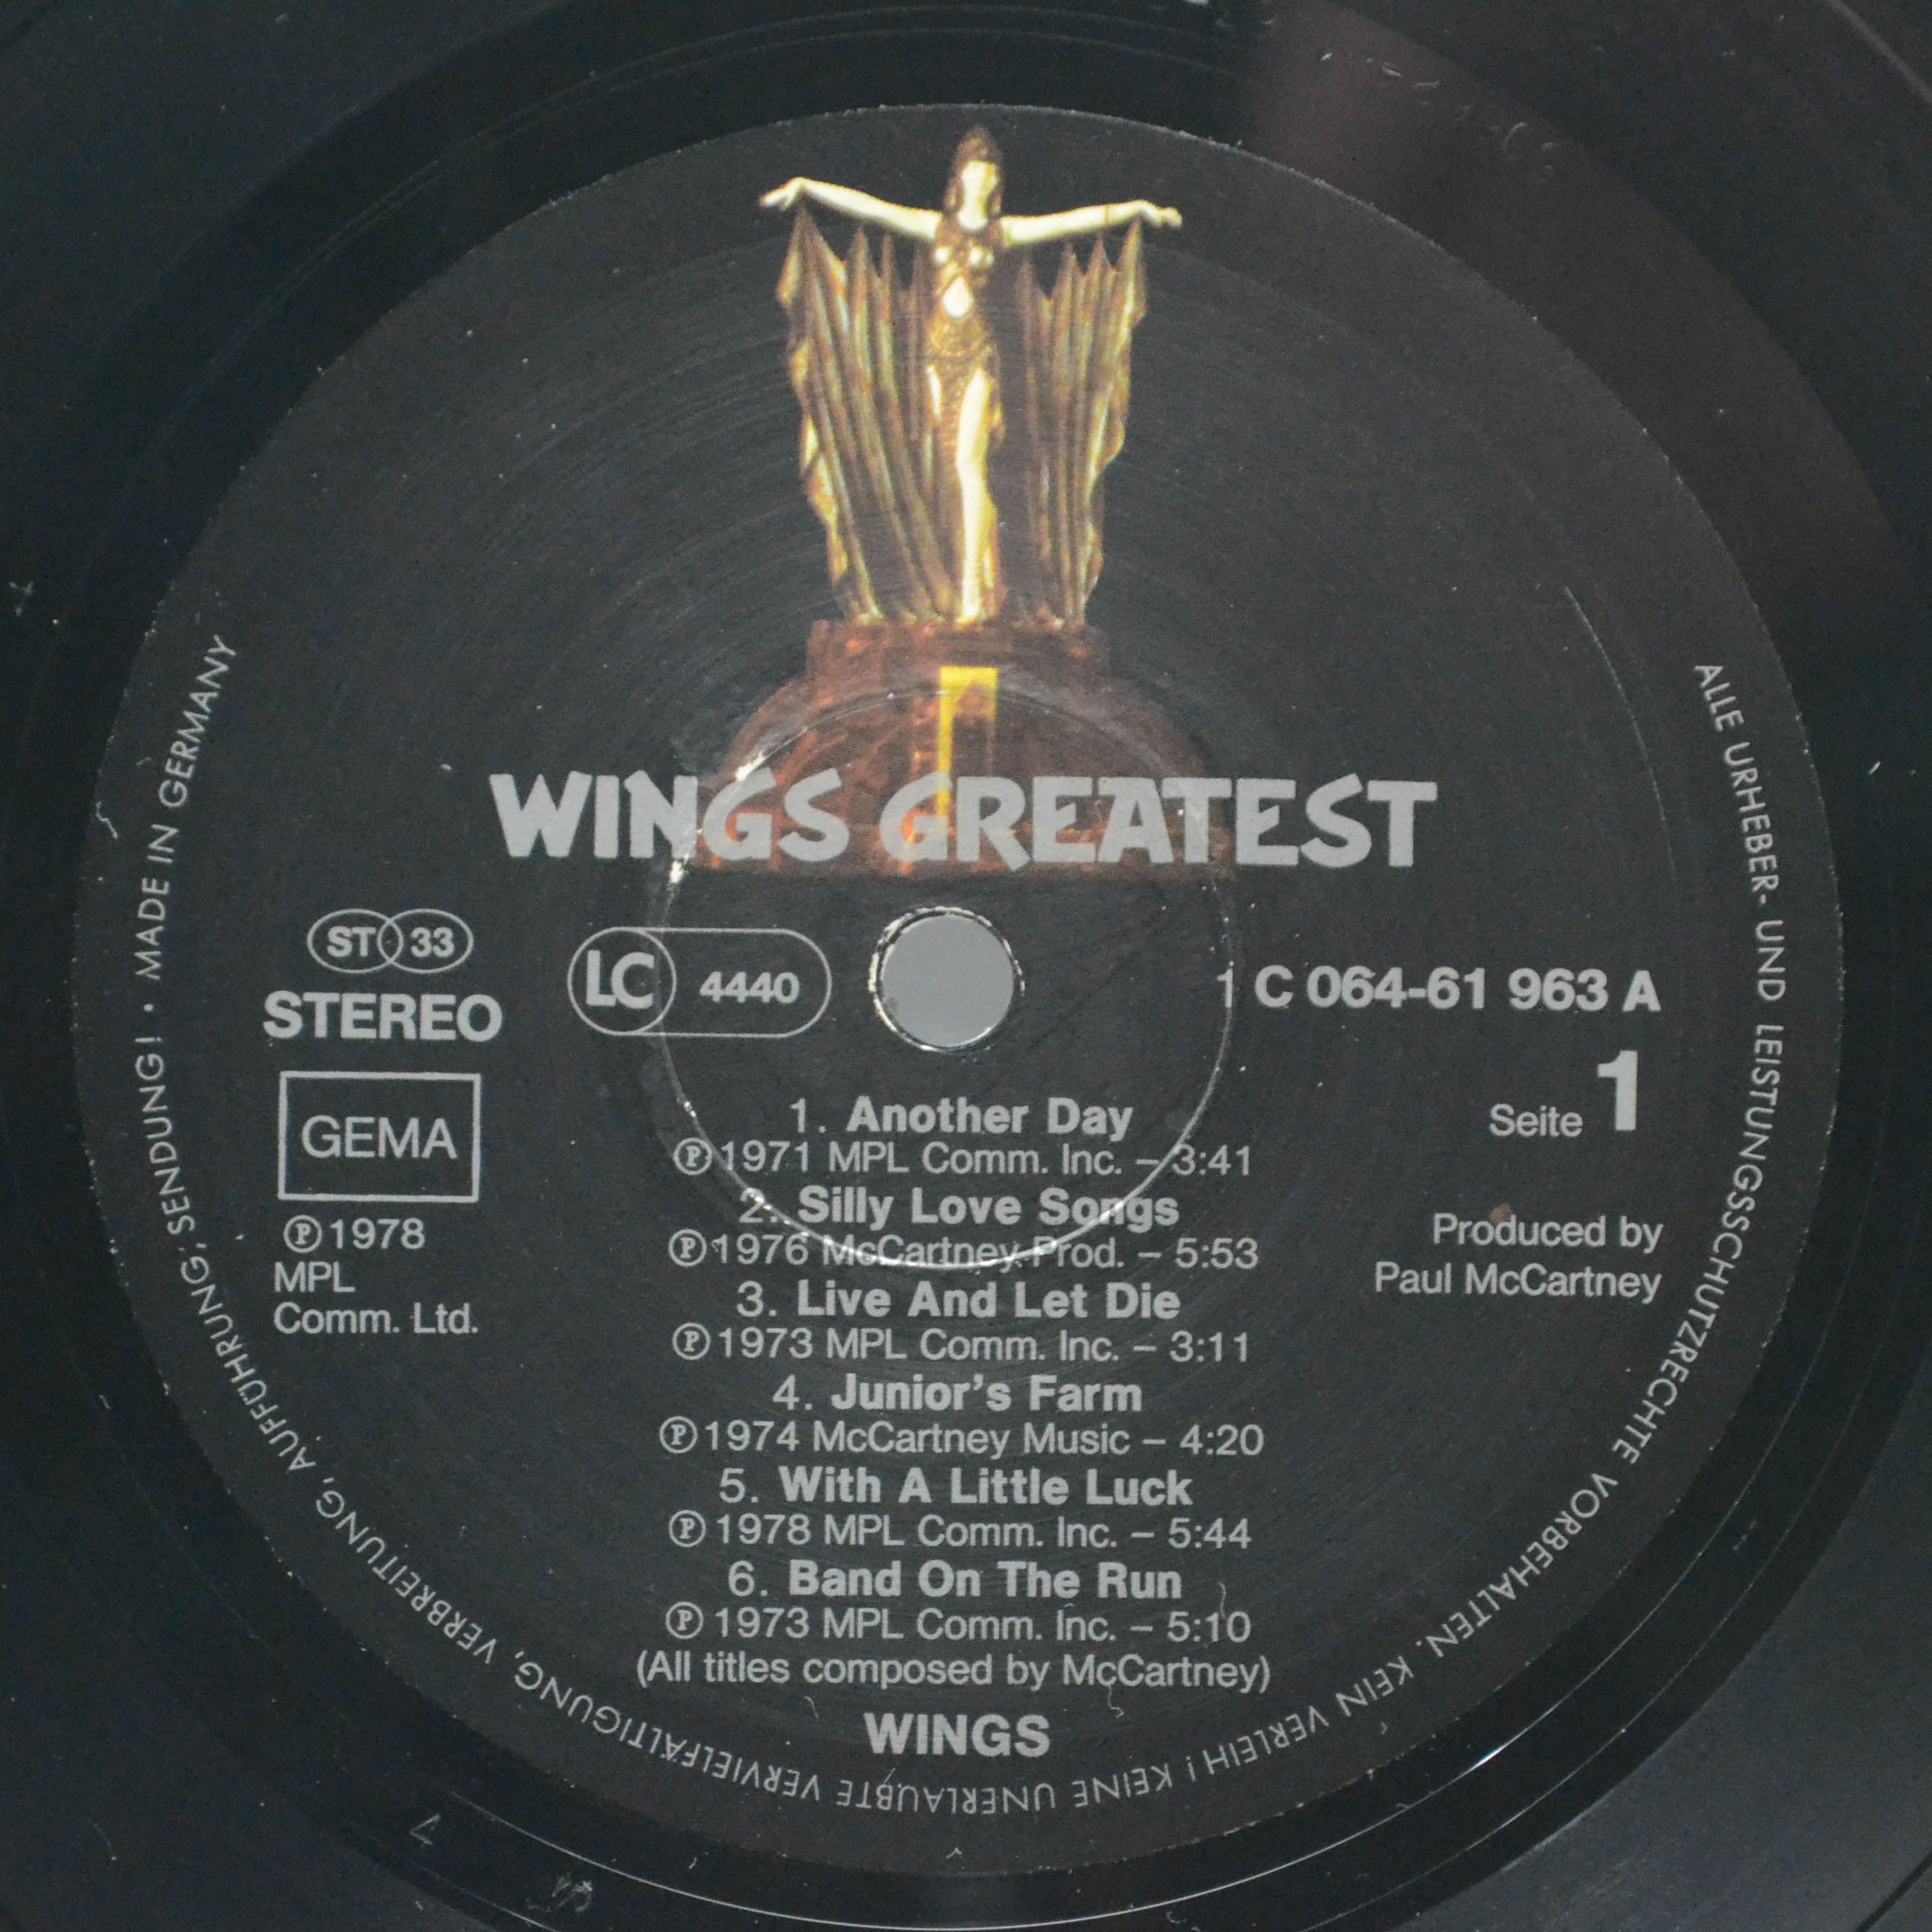 WINGS GREATEST
ST 33
STEREO
LC 4440
1 C 064-61 963 A
GEMA
Seite 1
℗ 1978
MPL
Comm. Ltd.
Produced by
Paul McCartney
1. Another Day
℗ 1971 MPL Comm. Inc. – 3:41
2. Silly Love Songs
℗ 1976 McCartney Prod. – 5:53
3. Live And Let Die
℗ 1973 MPL Comm. Inc. – 3:11
4. Junior's Farm
℗ 1974 McCartney Music – 4:20
5. With A Little Luck
℗ 1978 MPL Comm. Inc. – 5:44
6. Band On The Run
℗ 1973 MPL Comm. Inc. – 5:10
(All titles composed by McCartney)
WINGS
ALLE URHEBER- UND LEISTUNGSSCHUTZRECHTE VORBEHALTEN. KEIN VERLEIH! KEINE UNERLAUBTE VERVIELFÄLTIGUNG, VERBREITUNG, AUFFÜHRUNG, SENDUNG! · MADE IN GERMANY
7